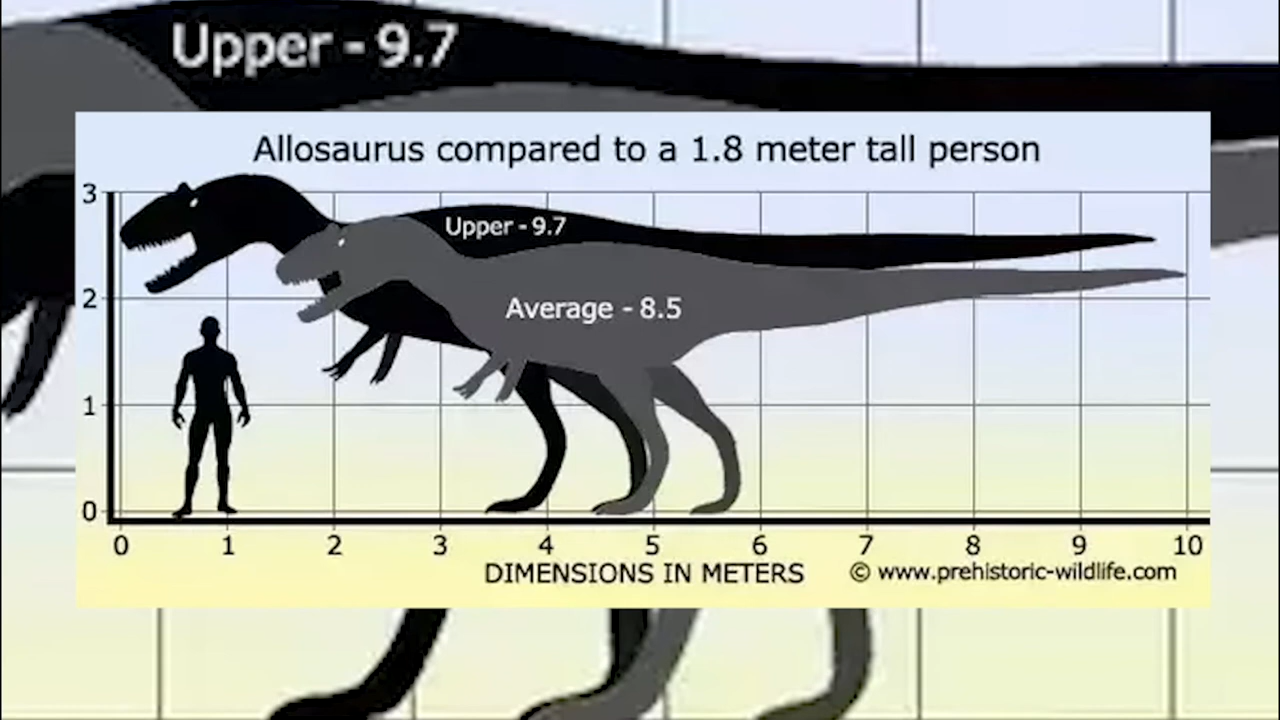 Upper - 9.7
Allosaurus compared to a 1.8 meter tall person
3
Upper - 9.7
2
Average - 8.5
1
0
0 1 2 3 4 5 6 7 8 9 10
DIMENSIONS IN METERS © www.prehistoric-wildlife.com